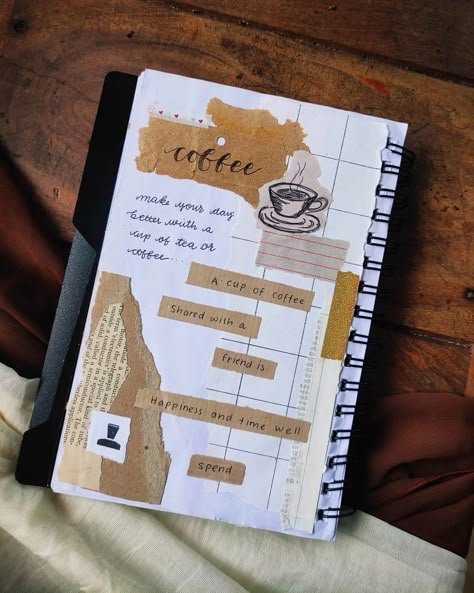 coffee
make your day
better with a
cup of tea or
coffee...
A cup of coffee
Shared with a
friend is
Happiness and time well
spend